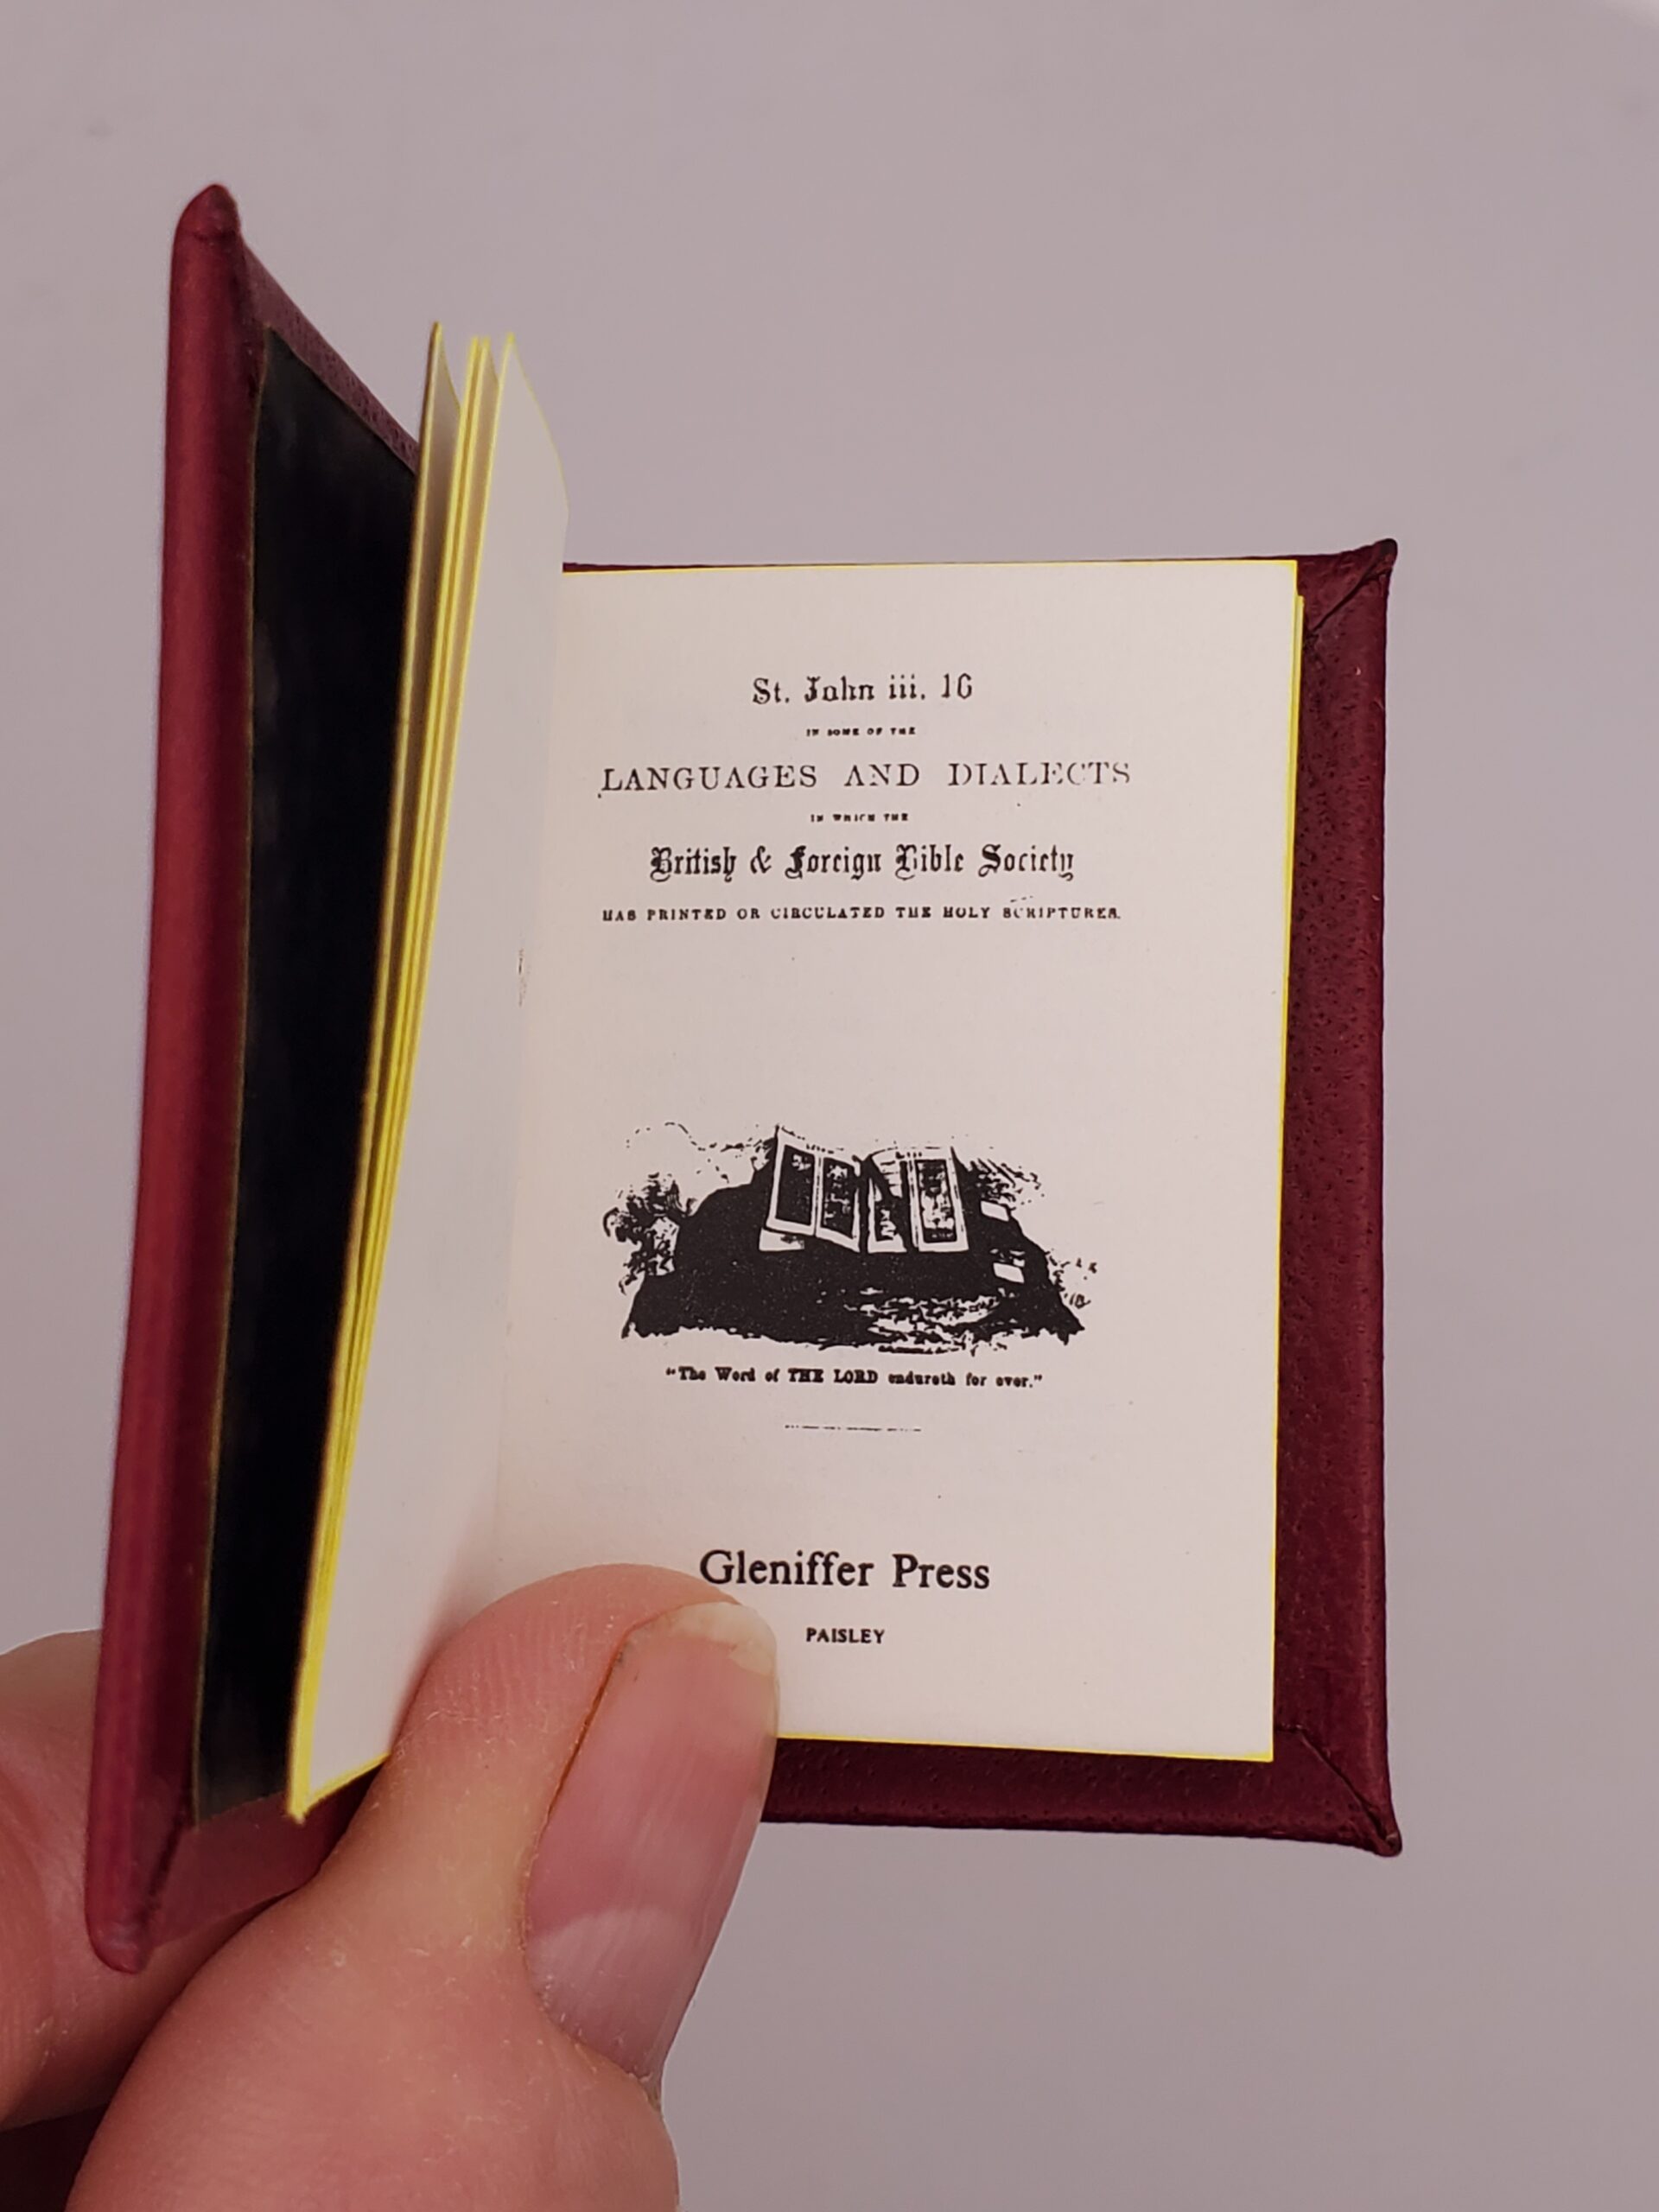 St. John iii. 16
IN SOME OF THE
LANGUAGES AND DIALECTS
IN WHICH THE
British & Foreign Bible Society
HAS PRINTED OR CIRCULATED THE HOLY SCRIPTURES.
"The Word of THE LORD endureth for ever."
Gleniffer Press
PAISLEY